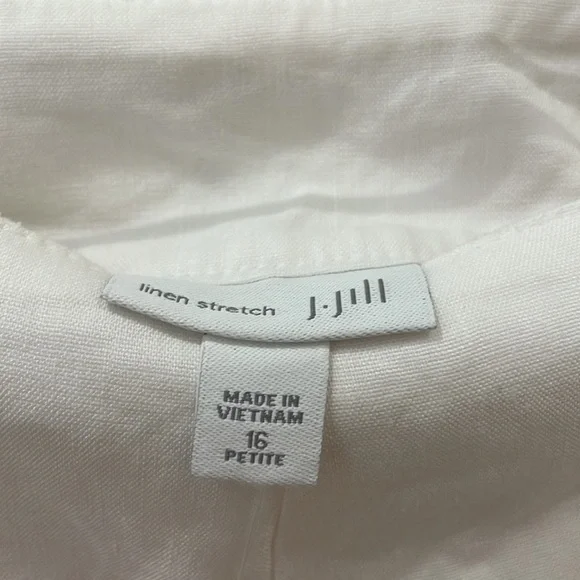 linen stretch J.Jill
MADE IN
VIETNAM
16
PETITE